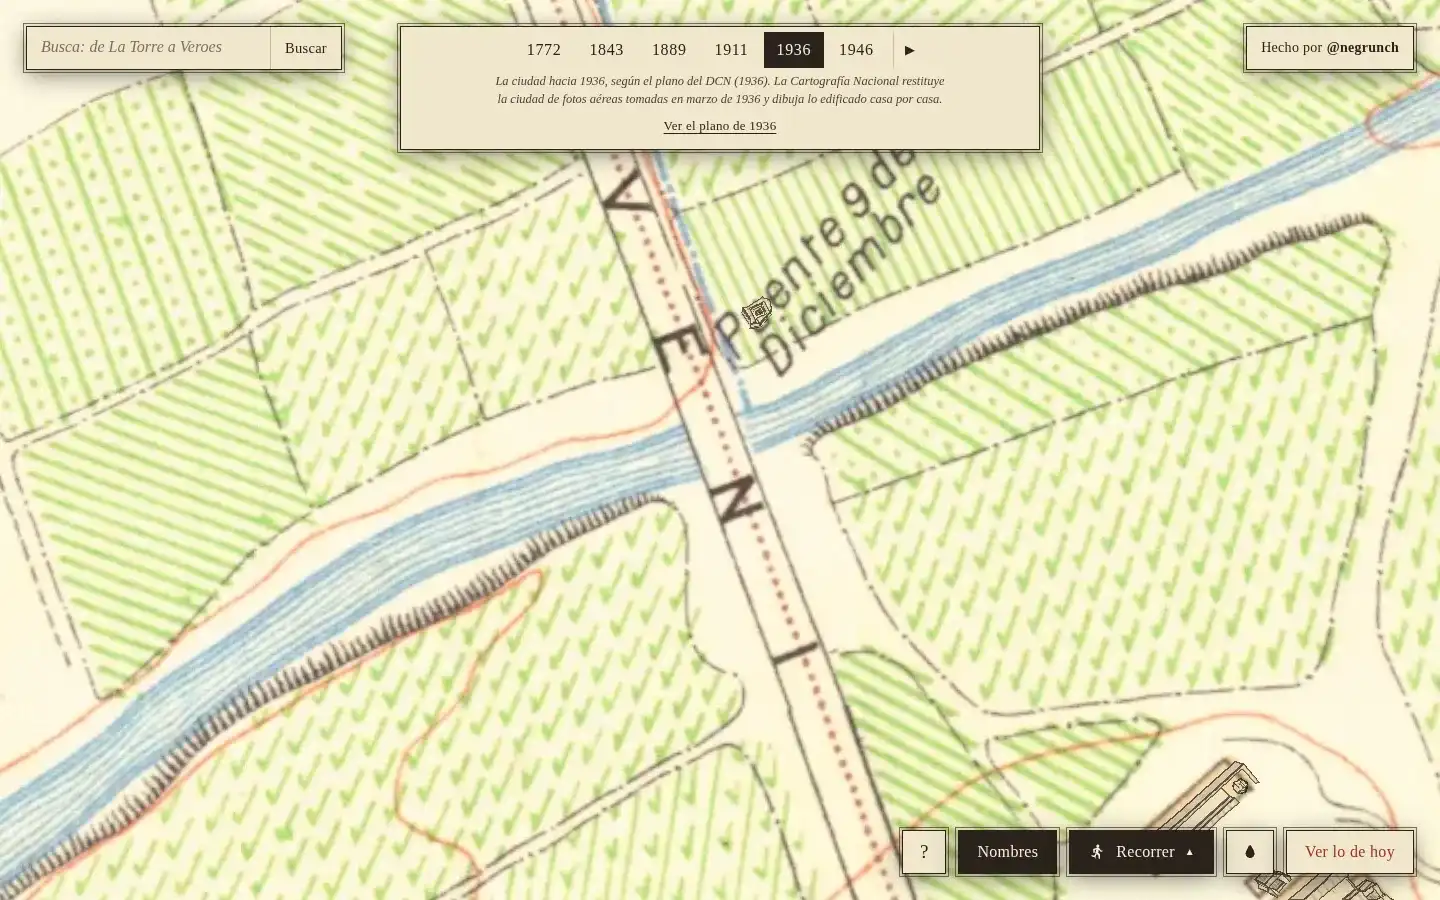 Busca: de La Torre a Veroes
Buscar
1772 1843 1889 1911 1936 1946 ▶
La ciudad hacia 1936, según el plano del DCN (1936). La Cartografía Nacional restituye
la ciudad de fotos aéreas tomadas en marzo de 1936 y dibuja lo edificado casa por casa.
Ver el plano de 1936
Hecho por @negrunch
V
E
N
I
Puente 9 de
Diciembre
?
Nombres
Recorrer ▲
Ver lo de hoy